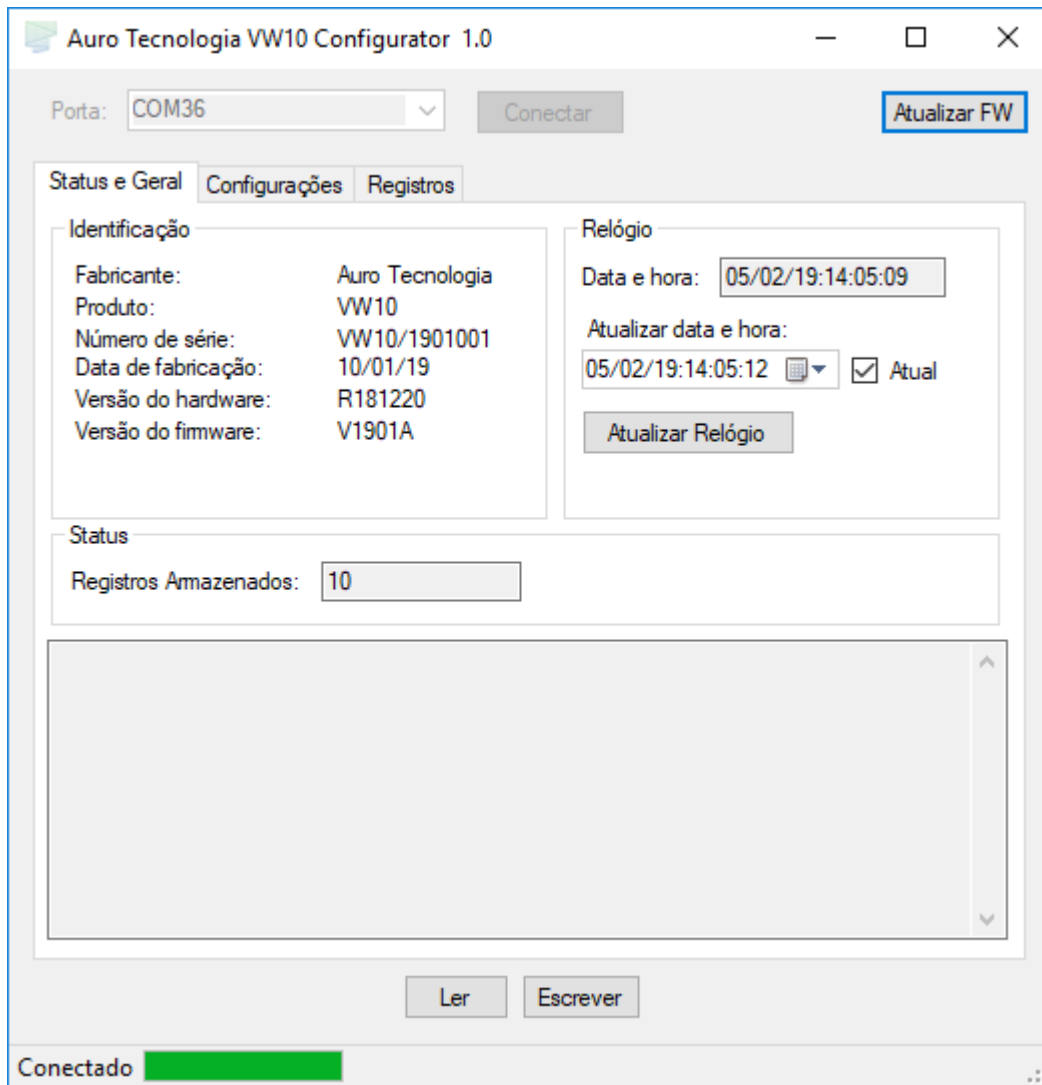 Auro Tecnologia VW10 Configurator 1.0
Porta: COM36 Conectar Atualizar FW
Status e Geral Configurações Registros
Identificação
Fabricante: Auro Tecnologia
Produto: VW10
Número de série: VW10/1901001
Data de fabricação: 10/01/19
Versão do hardware: R181220
Versão do firmware: V1901A
Relógio
Data e hora: 05/02/19:14:05:09
Atualizar data e hora:
05/02/19:14:05:12 Atual
Atualizar Relógio
Status
Registros Armazenados: 10
Ler Escrever
Conectado